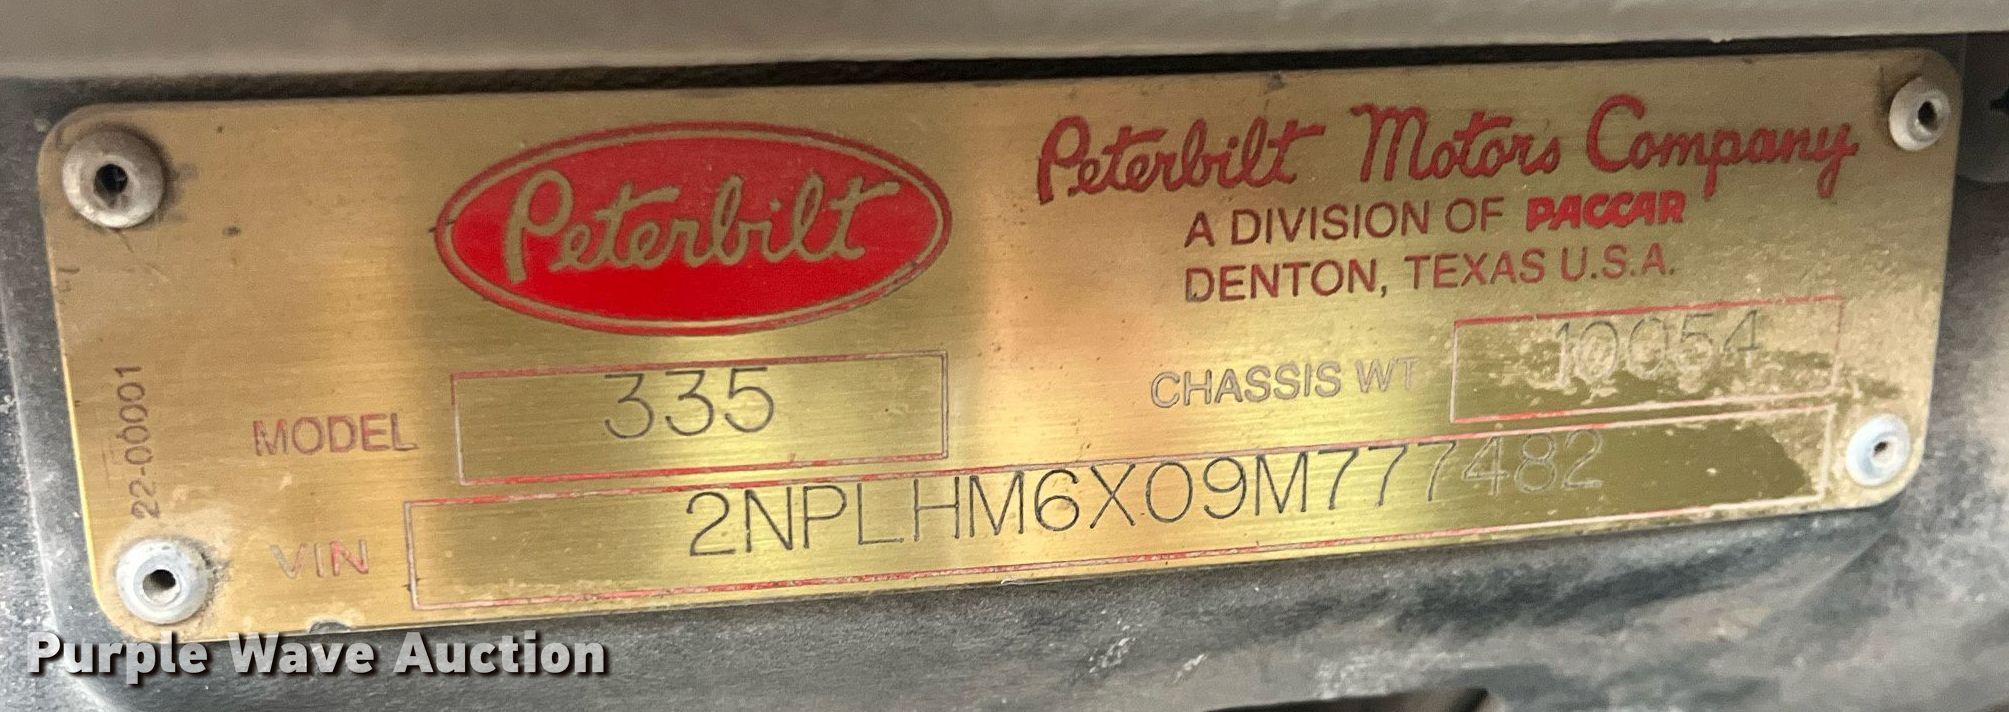 Peterbilt
Peterbilt Motors Company
A DIVISION OF PACCAR
DENTON, TEXAS U.S.A.
MODEL 335
CHASSIS WT 10054
VIN 2NPLHM6X09M777482
22-00001
Purple Wave Auction